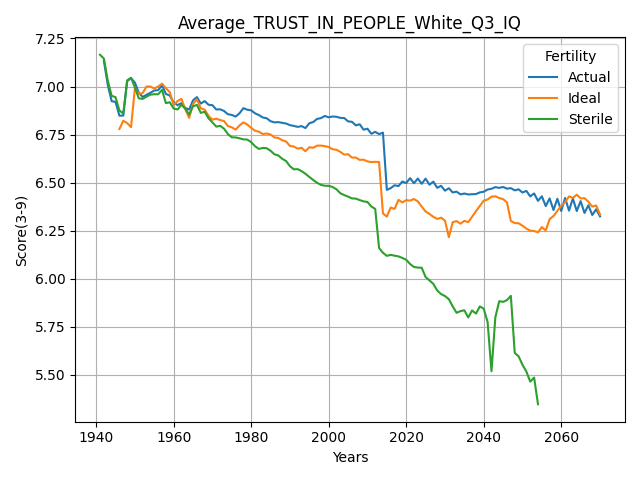 Average_TRUST_IN_PEOPLE_White_Q3_IQ
Fertility
Actual
Ideal
Sterile
Score(3-9)
7.25
7.00
6.75
6.50
6.25
6.00
5.75
5.50
1940
1960
1980
2000
2020
2040
2060
Years